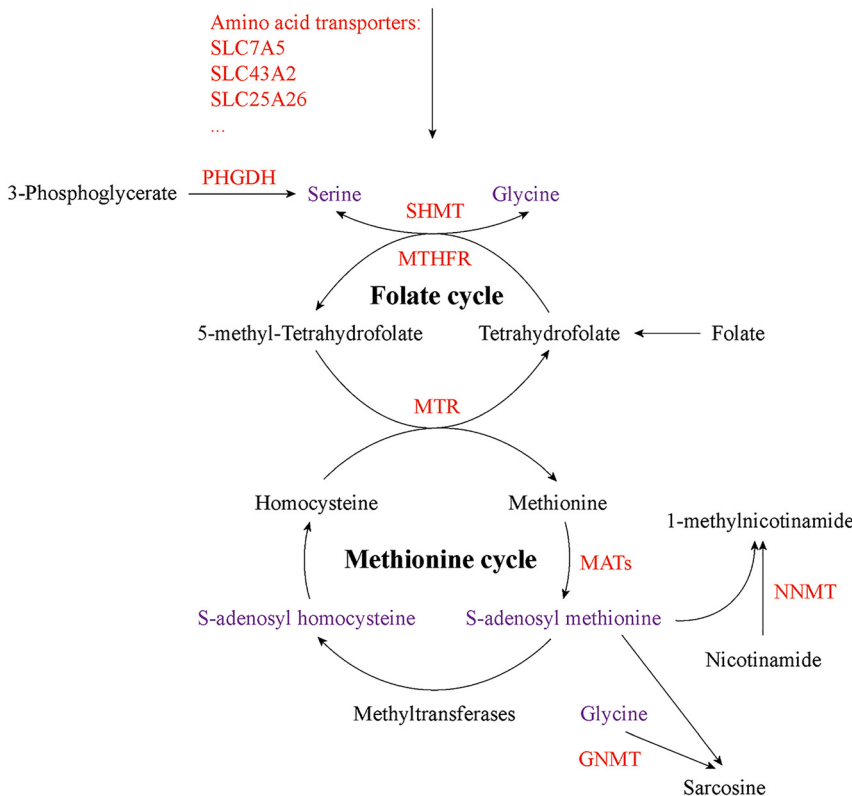 Amino acid transporters:
SLC7A5
SLC43A2
SLC25A26
...
3-Phosphoglycerate
PHGDH
Serine
Glycine
SHMT
MTHFR
Folate cycle
5-methyl-Tetrahydrofolate
Tetrahydrofolate
Folate
MTR
Homocysteine
Methionine
1-methylnicotinamide
Methionine cycle
MATs
NNMT
S-adenosyl homocysteine
S-adenosyl methionine
Nicotinamide
Methyltransferases
Glycine
GNMT
Sarcosine